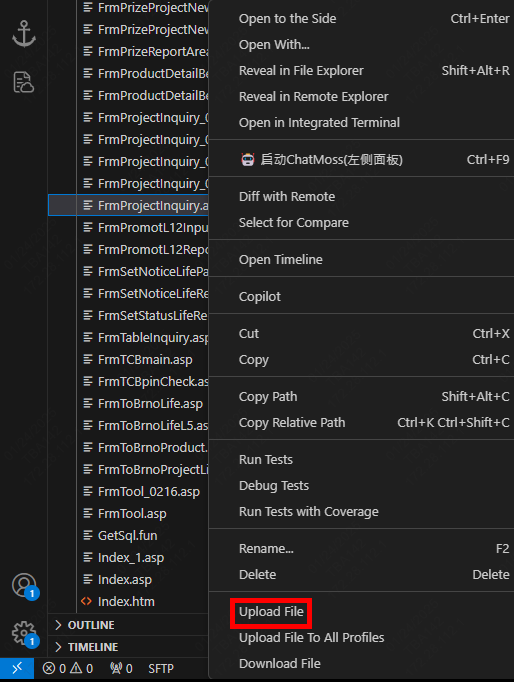 FrmPrizeProjectNew
Open to the Side Ctrl+Enter
FrmPrizeProjectNew
Open With...
FrmPrizeReportArea
Reveal in File Explorer Shift+Alt+R
FrmProductDetailBe
Reveal in Remote Explorer
FrmProductDetailBe
Open in Integrated Terminal
FrmProjectInquiry_0
FrmProjectInquiry_0
启动ChatMoss(左侧面板) Ctrl+F9
FrmProjectInquiry_0
FrmProjectInquiry_0
Diff with Remote
FrmProjectInquiry.a
Select for Compare
FrmPromotL12Inpu
FrmPromotL12Repo
Open Timeline
FrmSetNoticeLifePa
FrmSetNoticeLifeRe
Copilot
FrmSetStatusLifeRe
FrmTableInquiry.asp
Cut Ctrl+X
FrmTCBmain.asp
Copy Ctrl+C
FrmTCBpinCheck.as
Copy Path Shift+Alt+C
FrmToBrnoLife.asp
Copy Relative Path Ctrl+K Ctrl+Shift+C
FrmToBrnoLifeL5.as
FrmToBrnoProduct.
Run Tests
FrmToBrnoProjectLi
Debug Tests
FrmTool_0216.asp
Run Tests with Coverage
FrmTool.asp
GetSql.fun
Rename... F2
Index_1.asp
Delete Delete
Index.asp
Index.htm
Upload File
OUTLINE
Upload File To All Profiles
TIMELINE
Download File
1
1
0 0 0 SFTP